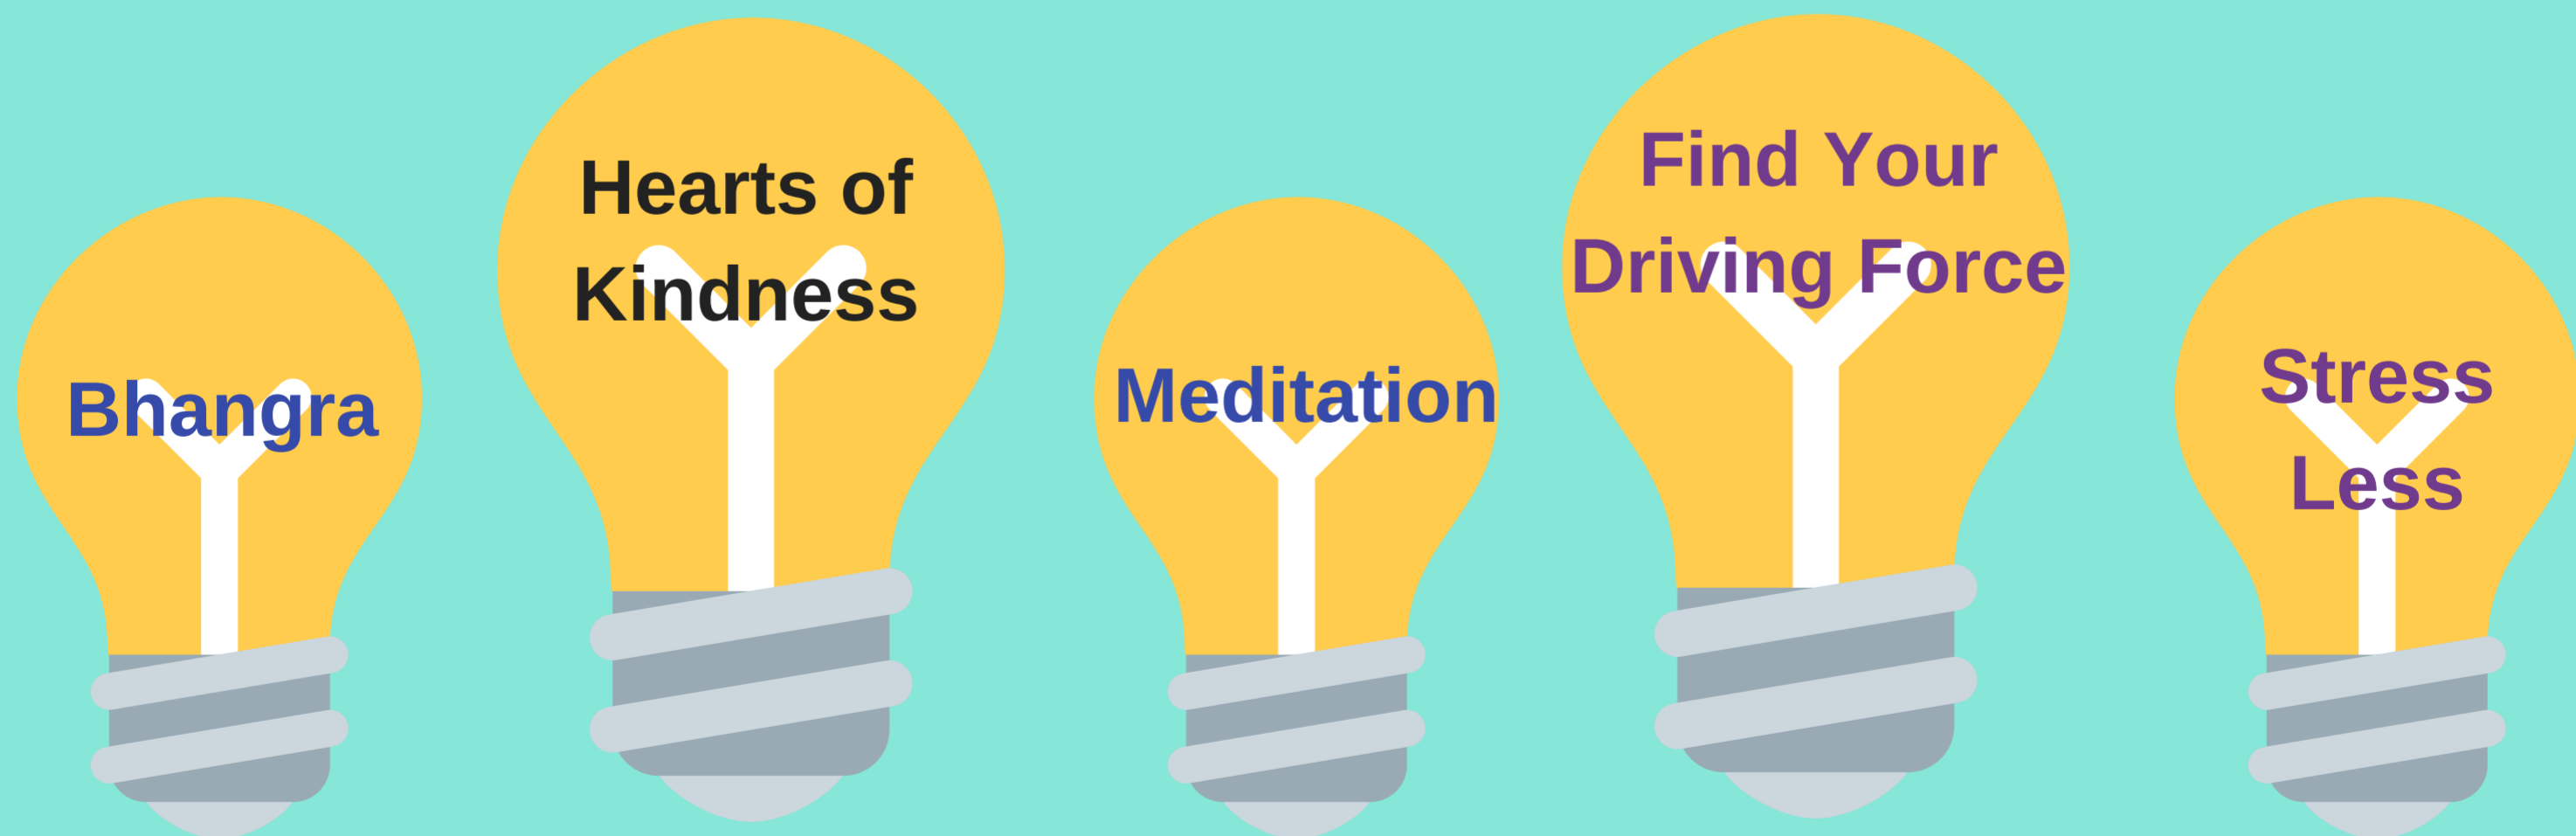 Bhangra
Hearts of
Kindness
Meditation
Find Your
Driving Force
Stress
Less